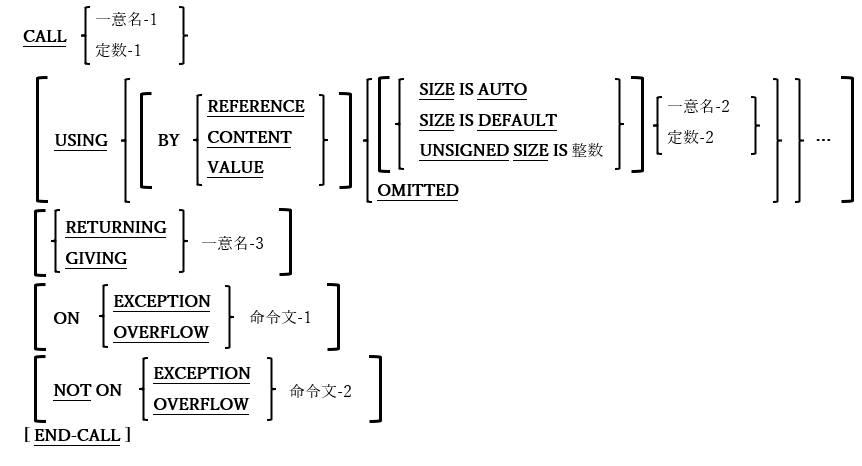 CALL
一意名-1
定数-1
USING
BY
REFERENCE
CONTENT
VALUE
SIZE IS AUTO
SIZE IS DEFAULT
UNSIGNED SIZE IS 整数
OMITTED
一意名-2
定数-2
...
RETURNING
GIVING
一意名-3
ON
EXCEPTION
OVERFLOW
命令文-1
NOT ON
EXCEPTION
OVERFLOW
命令文-2
[ END-CALL ]